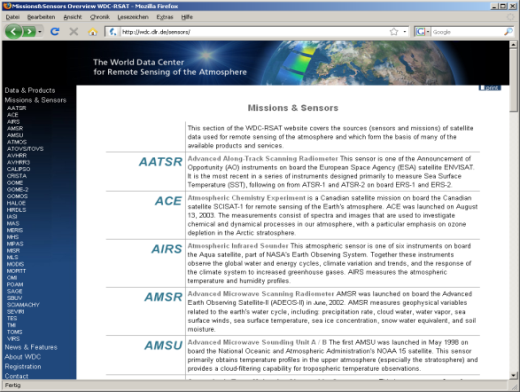 Missions&Sensors Overview WDC-RSAT - Mozilla Firefox
Datei Bearbeiten Ansicht Chronik Lesezeichen Extras Hilfe
http://wdc.dlr.de/sensors/
Google
The World Data Center
for Remote Sensing of the Atmosphere
Data & Products
Missions & Sensors
AATSR
ACE
AIRS
AMSR
AMSU
ATMOS
ATOVS/TOVS
AVHRR
AVHRR3
CALIPSO
CRISTA
GOME
GOME-2
GOMOS
HALOE
HRDLS
IASI
MAS
MERIS
MHS
MIPAS
MISR
MLS
MODIS
MOPITT
OMI
POAM
SAGE
SBUV
SCIAMACHY
SEVIRI
TES
TMI
TOMS
VIRS
News & Features
About WDC
Registration
Contact
Missions & Sensors
This section of the WDC-RSAT website covers the sources (sensors and missions) of satellite
data used for remote sensing of the atmosphere and which form the basis of many of the
available products and services.
AATSR
Advanced Along-Track Scanning Radiometer This sensor is one of the Announcement of
Opportunity (AO) instruments on board the European Space Agency (ESA) satellite ENVISAT.
It is the most recent in a series of instruments designed primarily to measure Sea Surface
Temperature (SST), following on from ATSR-1 and ATSR-2 on board ERS-1 and ERS-2
ACE
Atmospheric Chemistry Experiment is a Canadian satellite mission on board the Canadian
satellite SCISAT-1 for remote sensing of the Earth's atmosphere. ACE was launched on August
13, 2003. The measurements consist of spectra and images that are used to investigate
chemical and dynamical processes in our atmosphere, with a particular emphasis on ozone
depletion in the Arctic stratosphere.
AIRS
Atmospheric Infrared Sounder This atmospheric sensor is one of six instruments on board
the Aqua satellite, part of NASA's Earth Observing System. Together these instruments
observe the global water and energy cycles, climate variation and trends, and the response of
the climate system to increased greenhouse gases. AIRS measures the atmospheric
temperature and humidity profiles.
AMSR
Advanced Microwave Scanning Radiometer AMSR was launched on board the Advanced
Earth Observing Satellite-II (ADEOS-II) in june, 2002. AMSR measures geophysical variables
related to the earth's water cycle, including: precipitation rate, cloud water, water vapor, sea
surface winds, sea surface temperature, sea ice concentration, snow water equivalent, and soil
moisture.
AMSU
Advanced Microwave Sounding Unit A / B The first AMSU was launched in May 1998 on
board the National Oceanic and Atmospheric Administration's NOAA 15 satellite. This sensor
primarily obtains temperature profiles in the upper atmosphere (especially the stratosphere) and
provides a cloud-filtering capability for tropospheric temperature observations.
Fertig